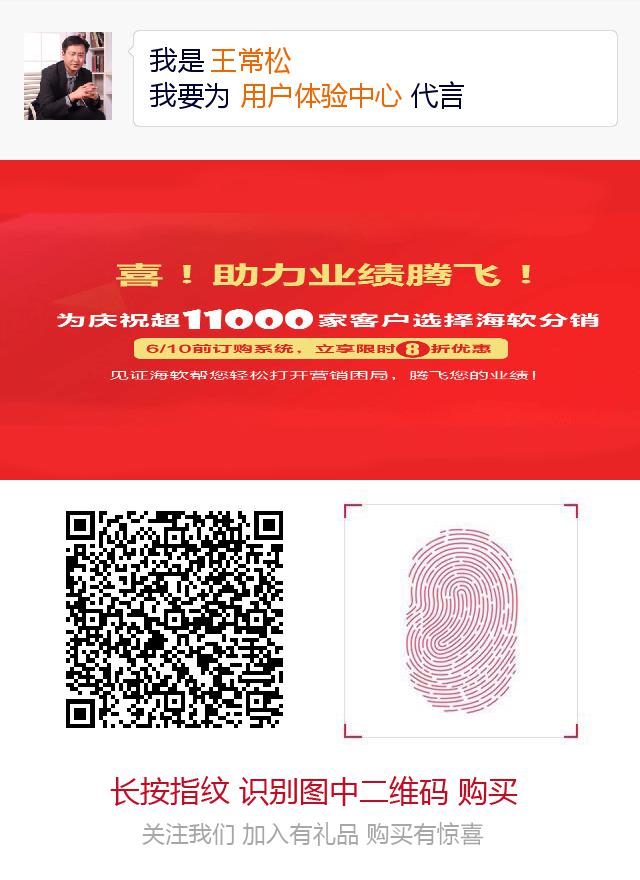 我是 王常松
我要为 用户体验中心 代言
喜！助力业绩腾飞！
为庆祝超11000家客户选择海软分销
6/10前订购系统，立享限时8折优惠
见证海软帮您轻松打开营销困局，腾飞您的业绩！
长按指纹 识别图中二维码 购买
关注我们 加入有礼品 购买有惊喜